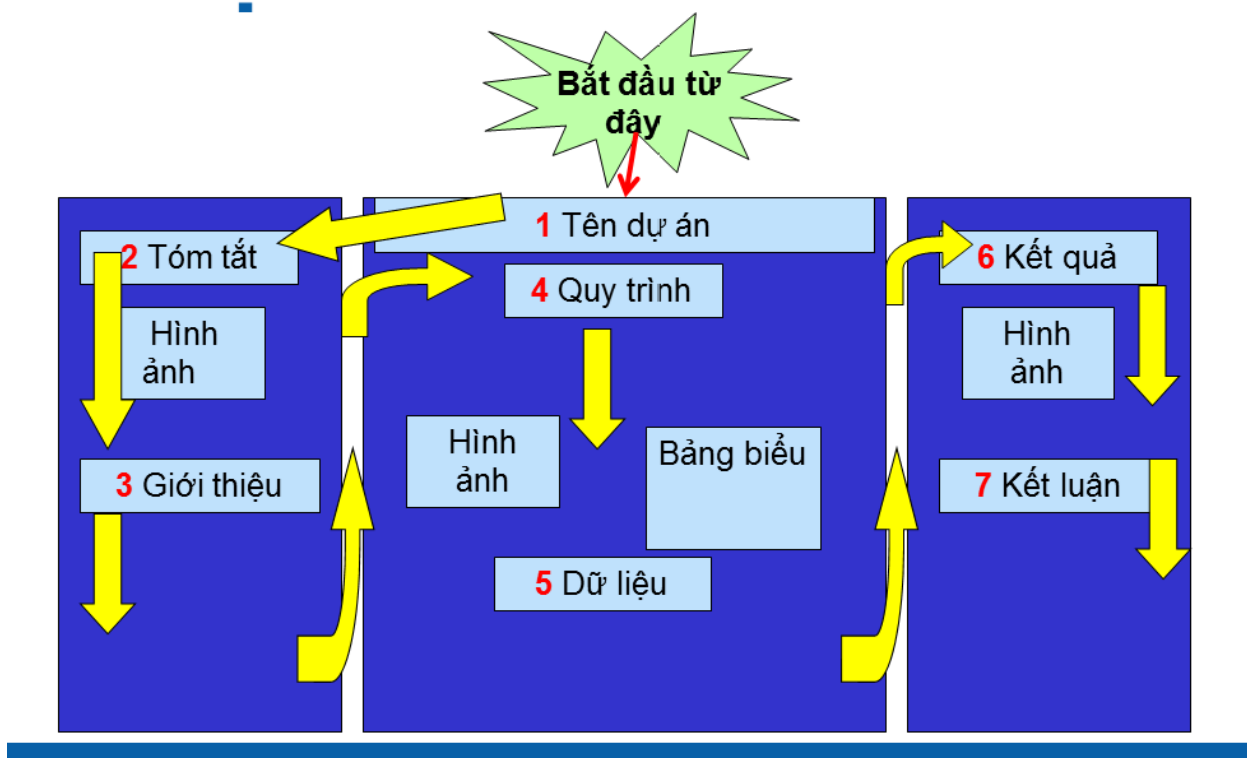 Bắt đầu từ
đây
1 Tên dự án
2 Tóm tắt
Hình
ảnh
3 Giới thiệu
4 Quy trình
Hình
ảnh
Bảng biểu
5 Dữ liệu
6 Kết quả
Hình
ảnh
7 Kết luận